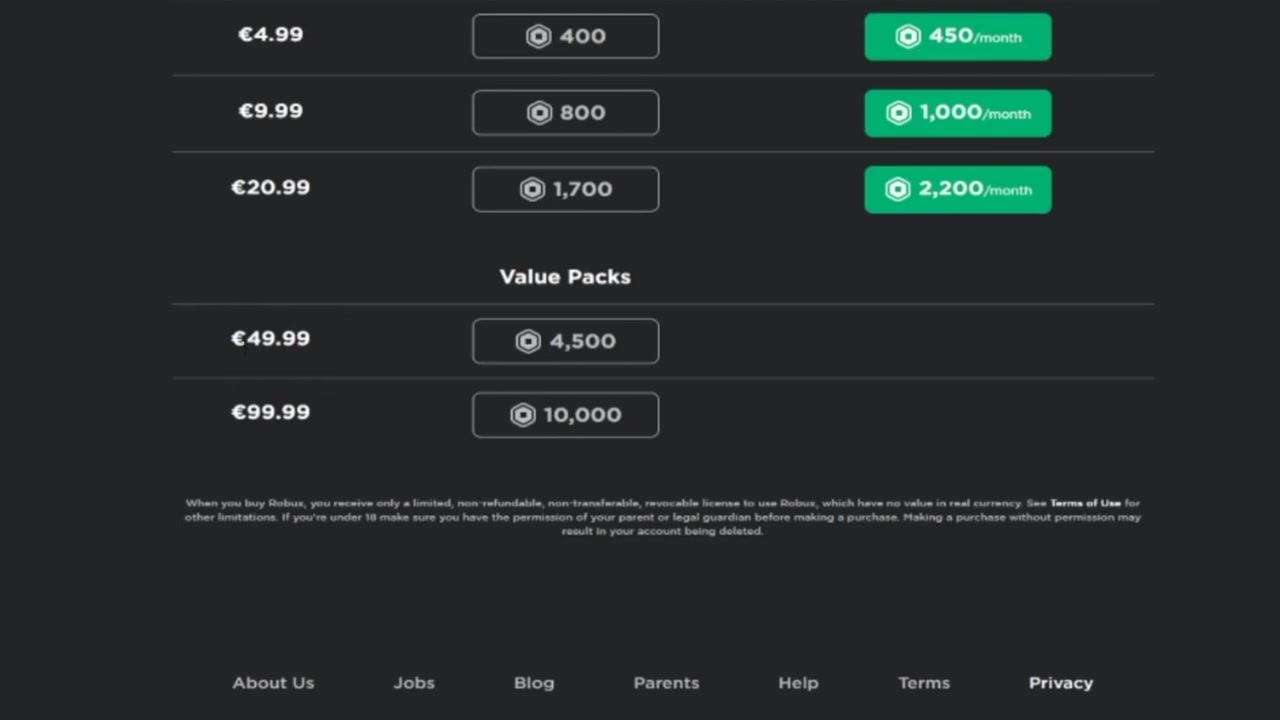 €4.99 400 450/month
€9.99 800 1,000/month
€20.99 1,700 2,200/month
Value Packs
€49.99 4,500
€99.99 10,000
When you buy Robux, you receive only a limited, non-refundable, non-transferable, revocable license to use Robux, which have no value in real currency. See Terms of Use for
other limitations. If you're under 18 make sure you have the permission of your parent or legal guardian before making a purchase. Making a purchase without permission may
result in your account being deleted.
About Us Jobs Blog Parents Help Terms Privacy